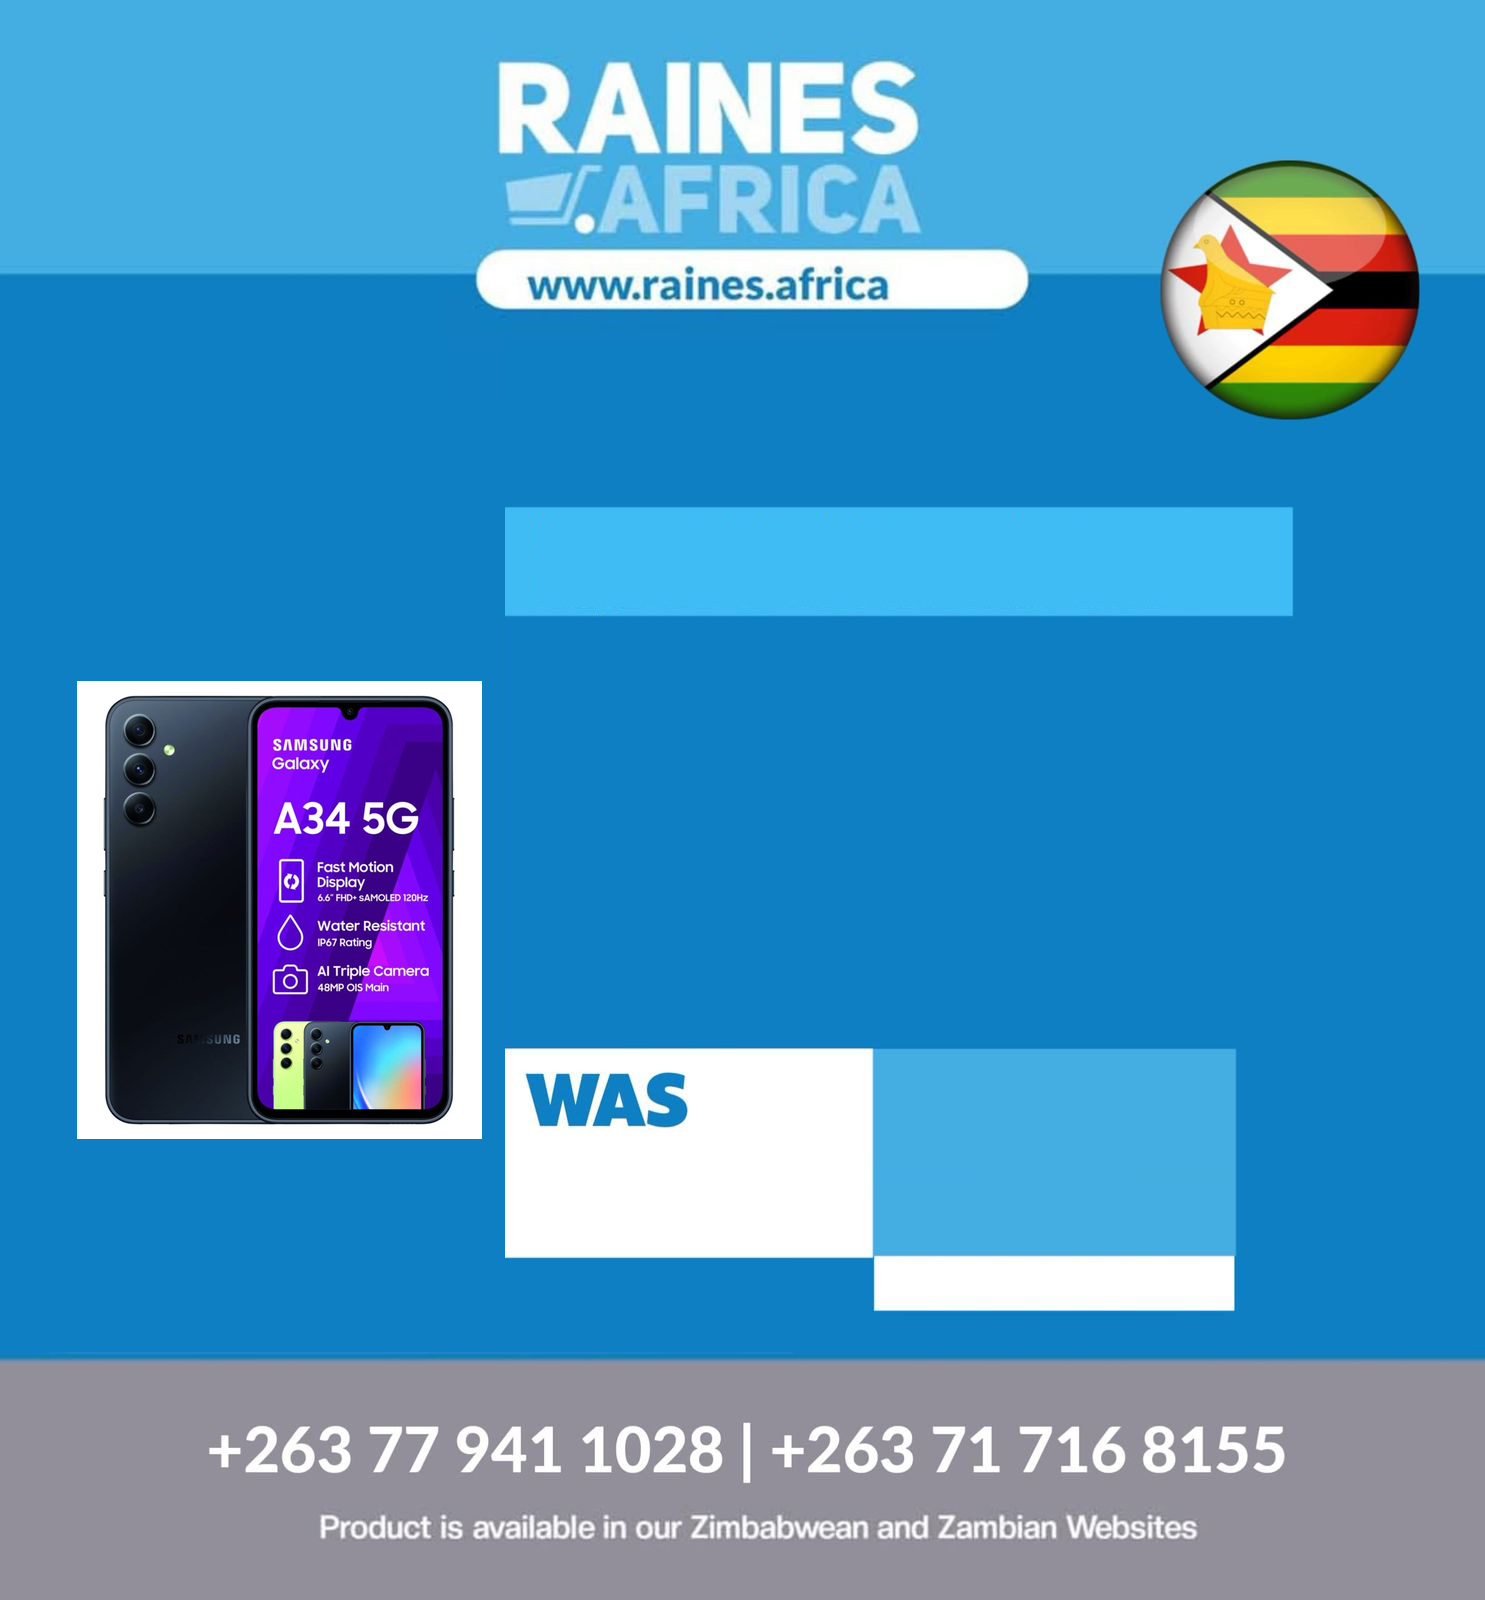 RAINES
.AFRICA
www.raines.africa
SAMSUNG
Galaxy
A34 5G
Fast Motion
Display
6.6" FHD+ sAMOLED 120Hz
Water Resistant
IP67 Rating
AI Triple Camera
48MP OIS Main
SAMSUNG
WAS
+263 77 941 1028 | +263 71 716 8155
Product is available in our Zimbabwean and Zambian Websites